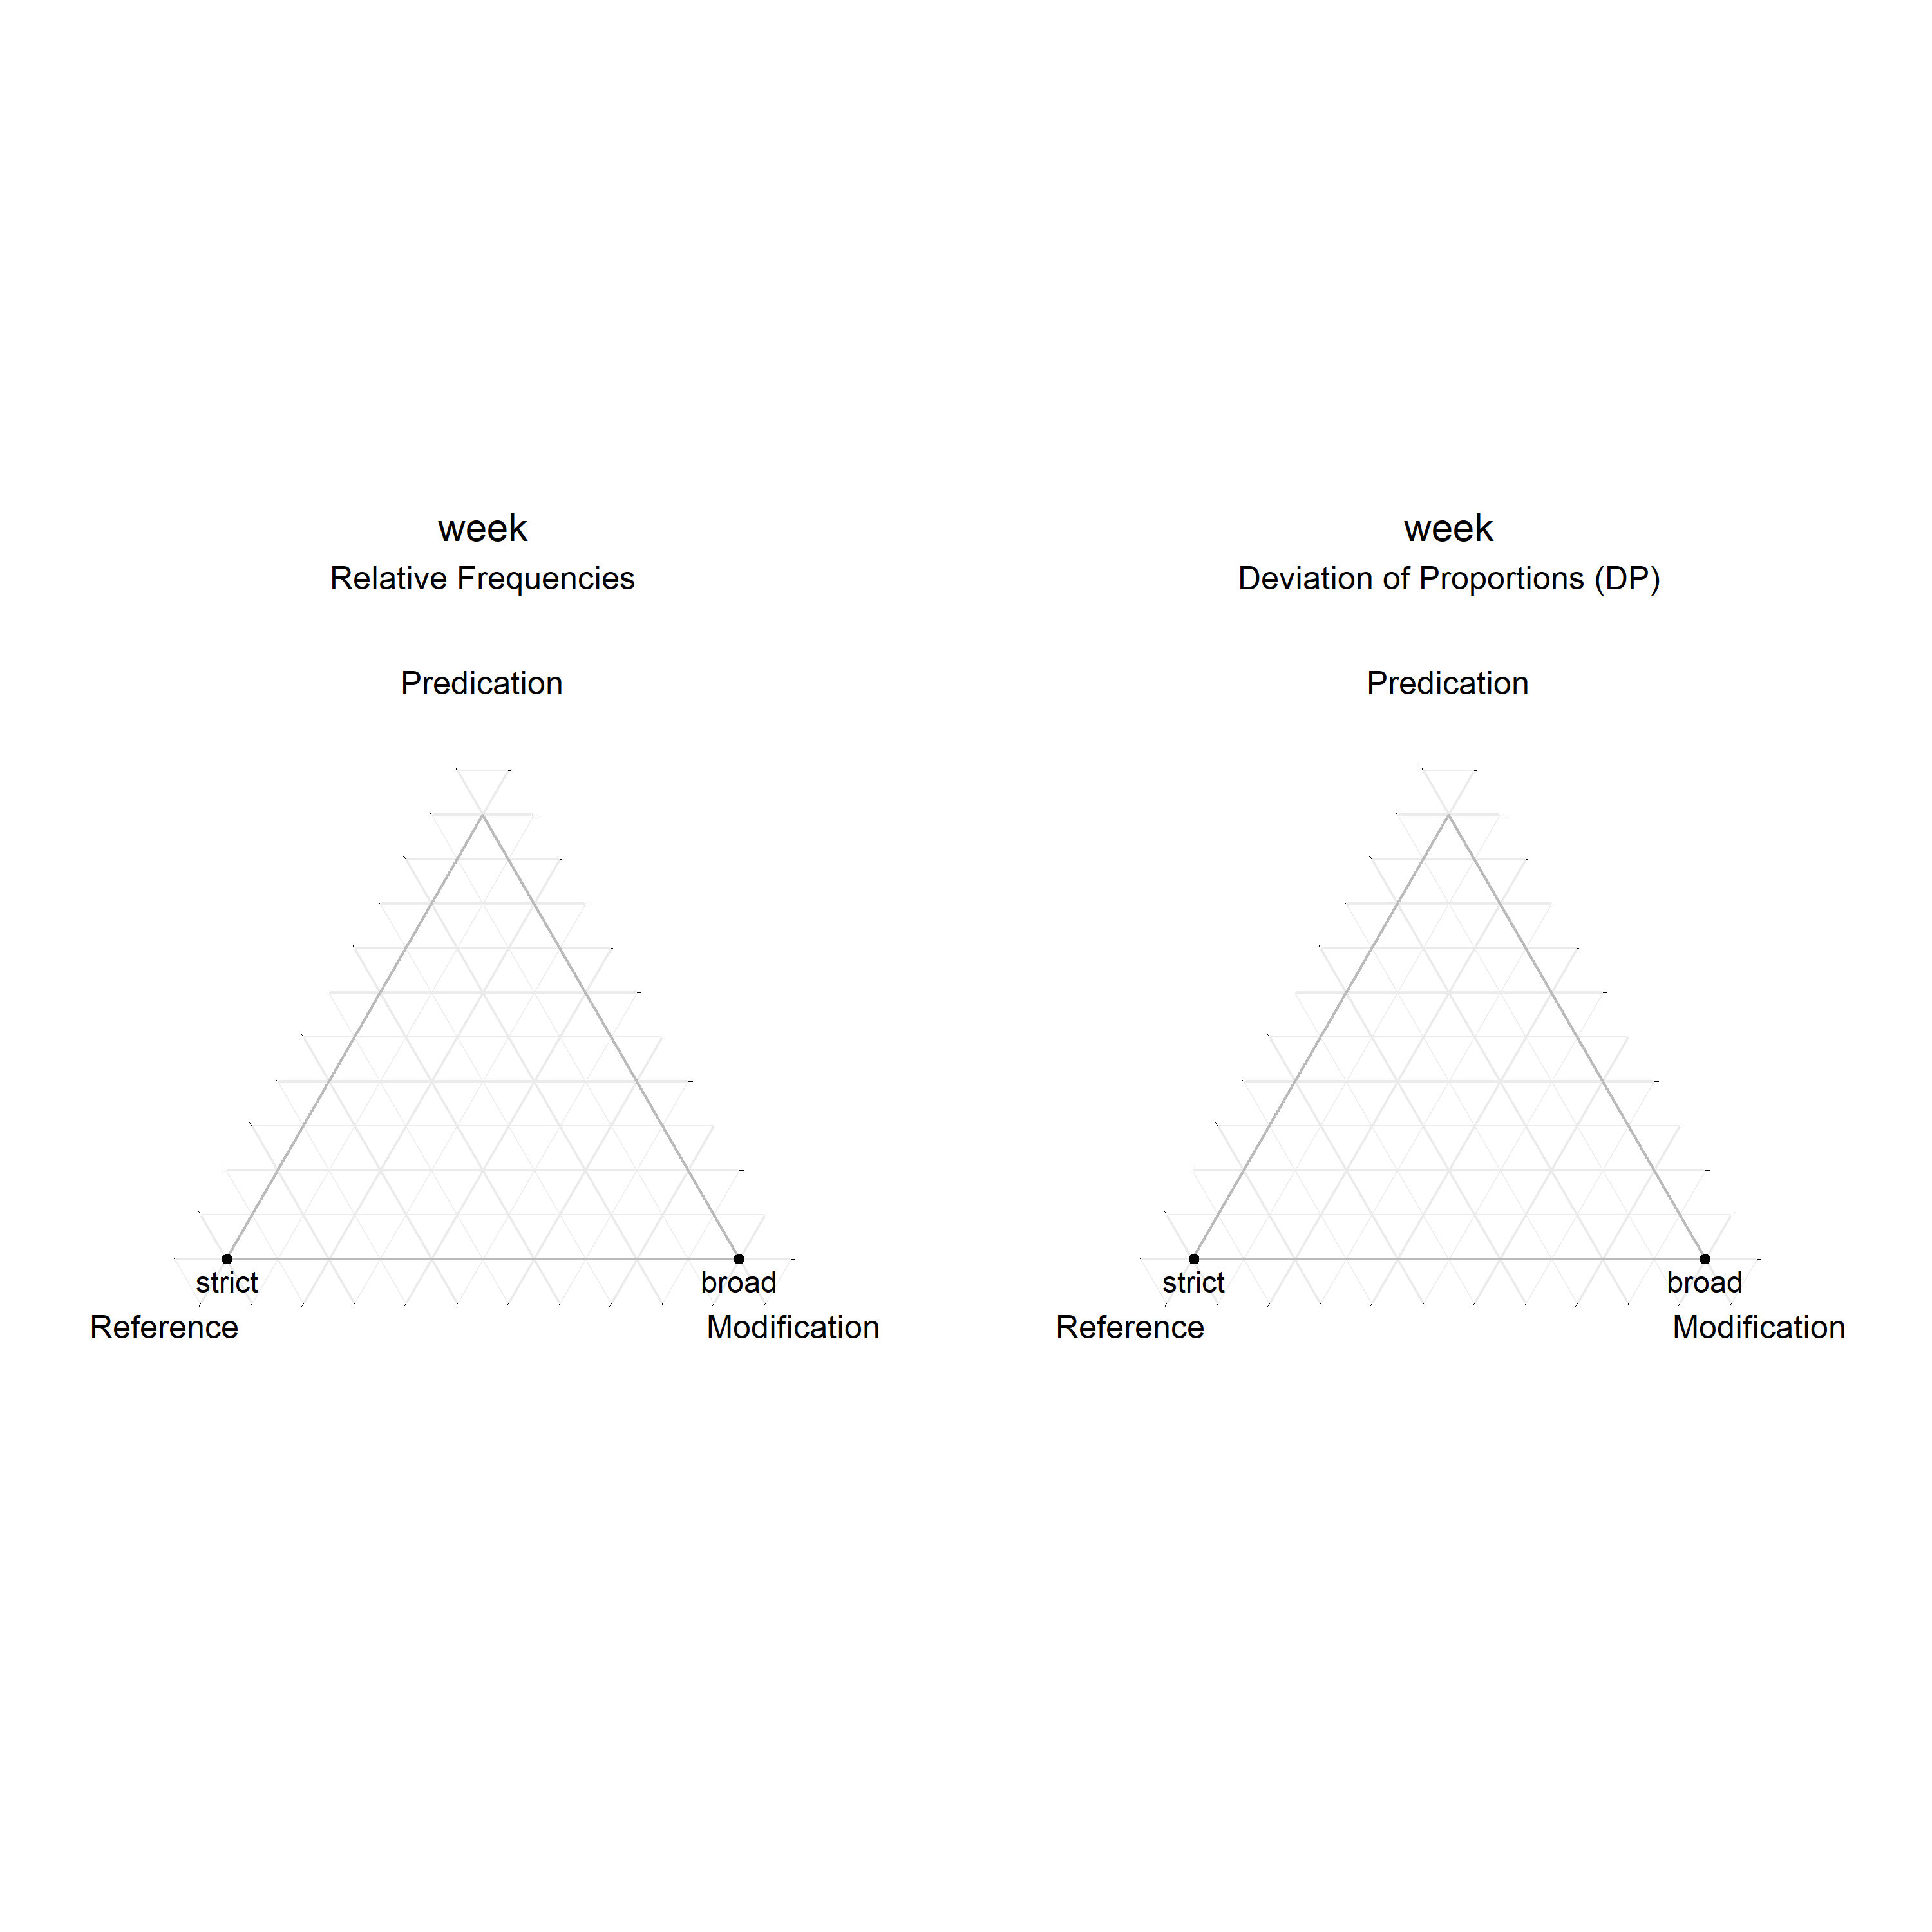 week
Relative Frequencies
Predication
strict
broad
Reference
Modification
week
Deviation of Proportions (DP)
Predication
strict
broad
Reference
Modification